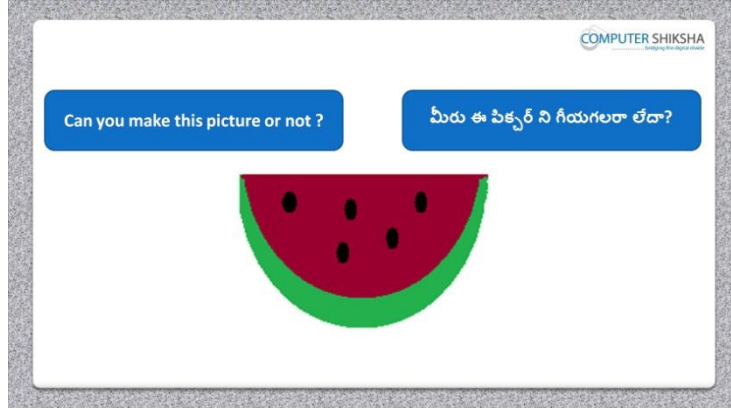 COMPUTER SHIKSHA
bridging the digital divide
Can you make this picture or not ?
మీరు ఈ పిక్చర్ ని గీయగలరా లేదా?